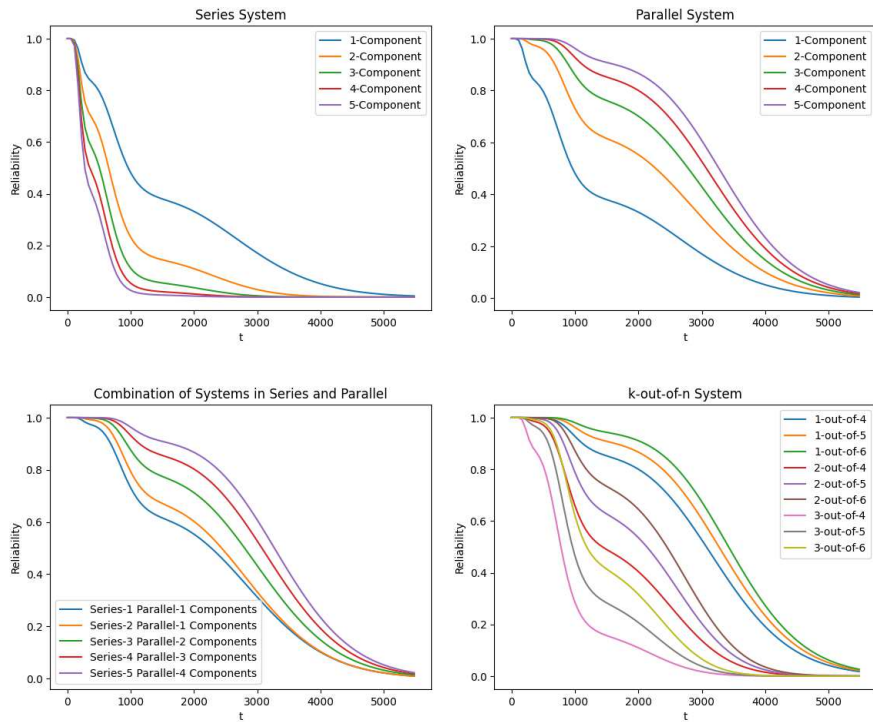 Series System
1.0
0.8
0.6
0.4
0.2
0.0
Reliability
0 1000 2000 3000 4000 5000
t
1-Component
2-Component
3-Component
4-Component
5-Component
Parallel System
1.0
0.8
0.6
0.4
0.2
0.0
Reliability
0 1000 2000 3000 4000 5000
t
1-Component
2-Component
3-Component
4-Component
5-Component
Combination of Systems in Series and Parallel
1.0
0.8
0.6
0.4
0.2
0.0
Reliability
0 1000 2000 3000 4000 5000
t
Series-1 Parallel-1 Components
Series-2 Parallel-1 Components
Series-3 Parallel-2 Components
Series-4 Parallel-3 Components
Series-5 Parallel-4 Components
k-out-of-n System
1.0
0.8
0.6
0.4
0.2
0.0
Reliability
0 1000 2000 3000 4000 5000
t
1-out-of-4
1-out-of-5
1-out-of-6
2-out-of-4
2-out-of-5
2-out-of-6
3-out-of-4
3-out-of-5
3-out-of-6